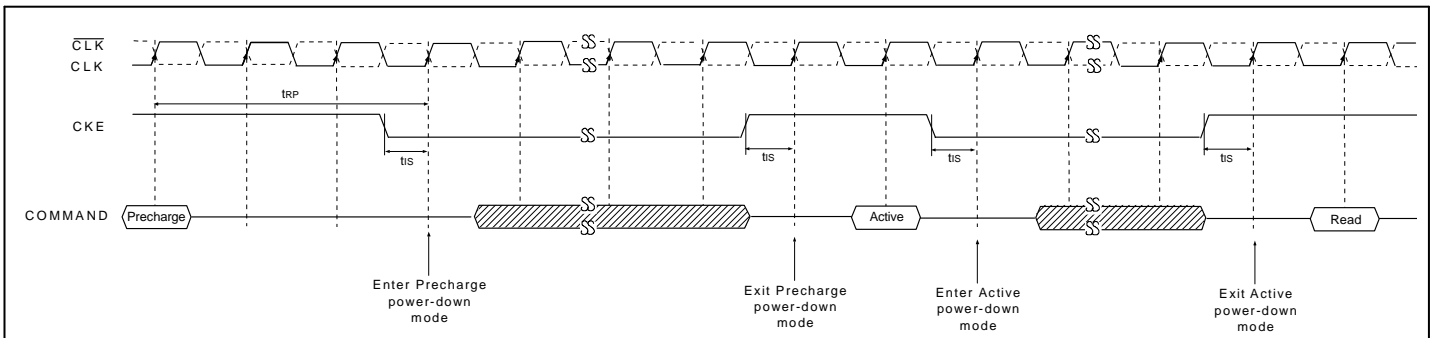 CLK
CLK
tRP
CKE
tIS
tIS
tIS
tIS
COMMAND
Precharge
Active
Read
Enter Precharge
power-down
mode
Exit Precharge
power-down
mode
Enter Active
power-down
mode
Exit Active
power-down
mode